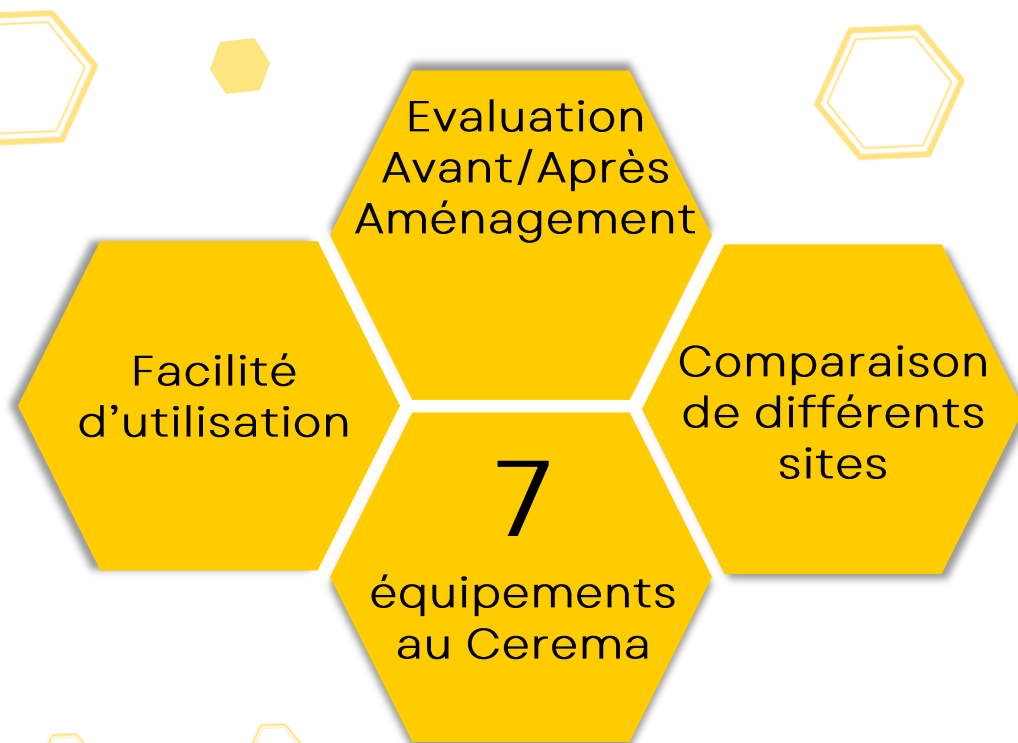 Evaluation
Avant/Après
Aménagement
Facilité
d’utilisation
Comparaison
de différents
sites
7
équipements
au Cerema